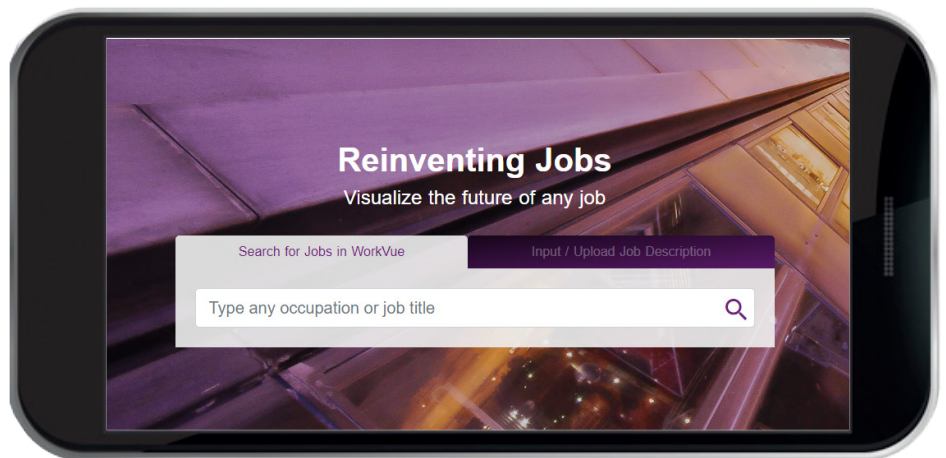 Reinventing Jobs
Visualize the future of any job
Search for Jobs in WorkVue
Input / Upload Job Description
Type any occupation or job title